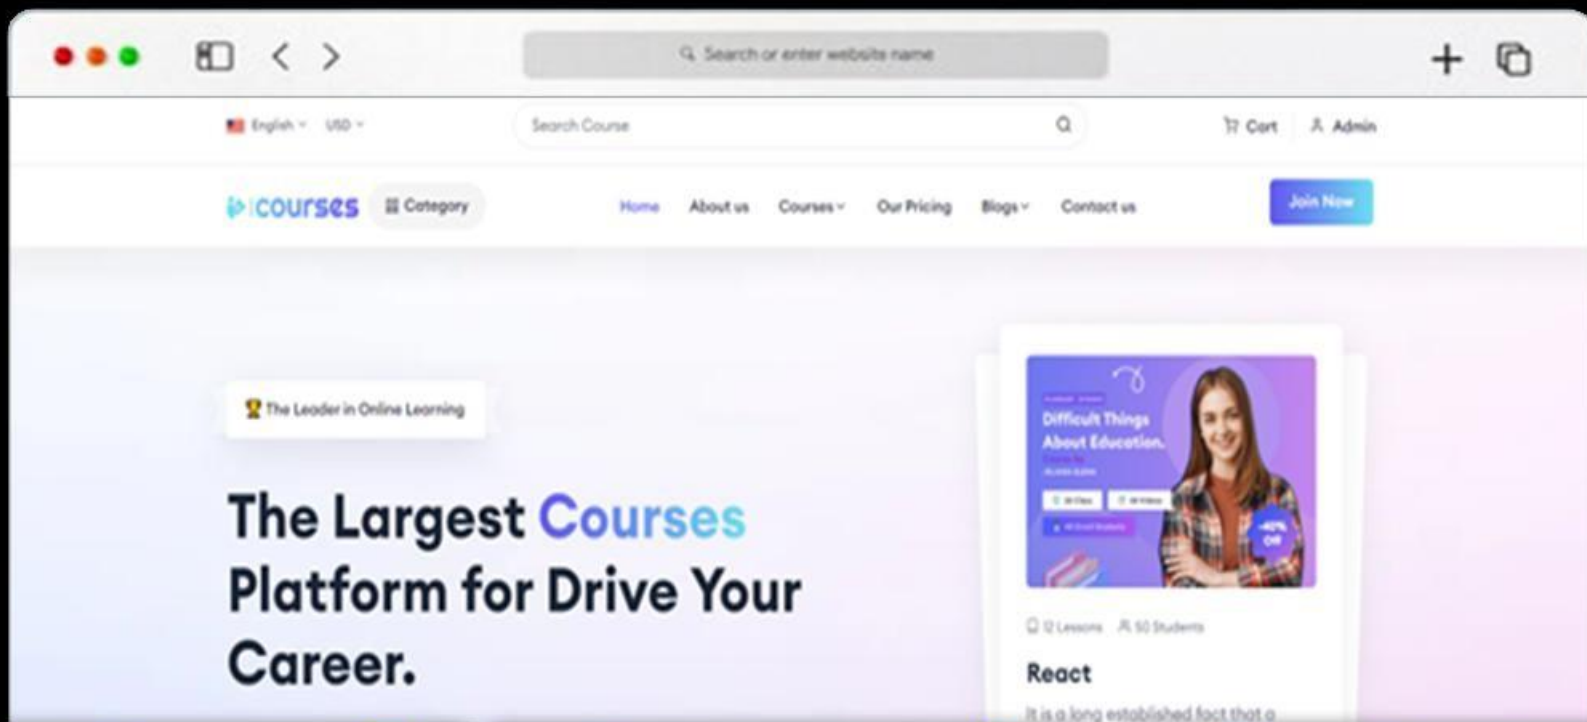 Search or enter website name
English USD
Search Course
Cart Admin
courses Category
Home About us Courses Our Pricing Blogs Contact us
Join Now
🏆 The Leader in Online Learning
The Largest Courses
Platform for Drive Your
Career.
Difficult Things
About Education.
-40%
Off
12 Lessons 50 Students
React
It is a long established fact that a